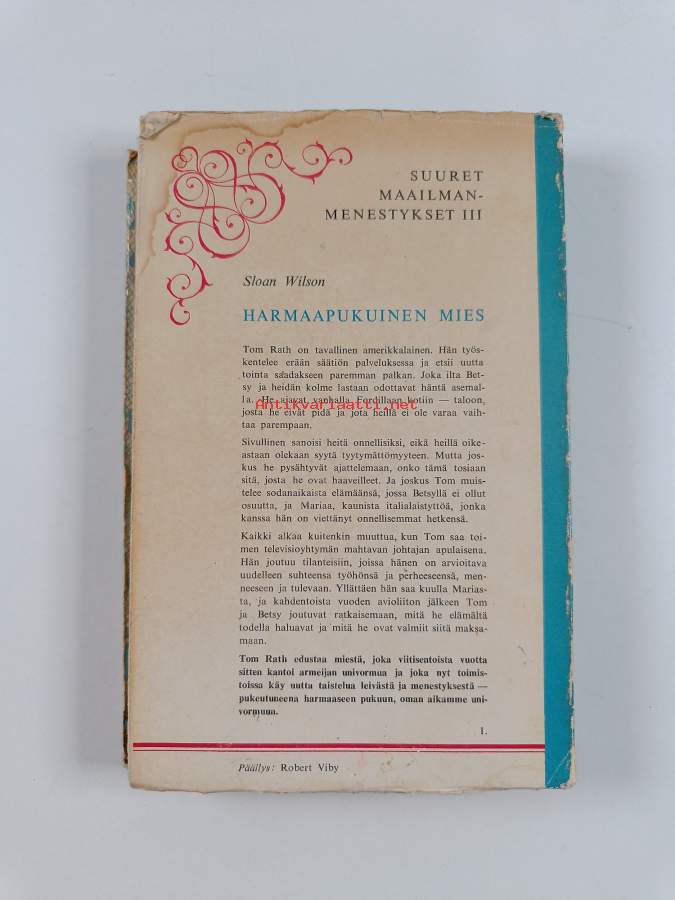 SUURET
MAAILMAN-
MENESTYKSET III
Sloan Wilson
HARMAAPUKUINEN MIES
Tom Rath on tavallinen amerikkalainen. Hän työs-
kentelee erään säätiön palveluksessa ja etsii uutta
tointa saadakseen paremman palkan. Joka ilta Bet-
sy ja heidän kolme lastaan odottavat häntä asemal-
la. He ajavat vanhalla Fordillaan kotiin — taloon,
Antikvariaatti.net
josta he eivät pidä ja jota heillä ei ole varaa vaih-
taa parempaan.
Sivullinen sanoisi heitä onnellisiksi, eikä heillä oike-
astaan olekaan syytä tyytymättömyyteen. Mutta jos-
kus he pysähtyvät ajattelemaan, onko tämä tosiaan
sitä, josta he ovat haaveilleet. Ja joskus Tom muis-
telee sodanaikaista elämäänsä, jossa Betsyllä ei ollut
osuutta, ja Mariaa, kaunista italialaistyttöä, jonka
kanssa hän on viettänyt onnellisemmat hetkensä.
Kaikki alkaa kuitenkin muuttua, kun Tom saa toi-
men televisioyhtymän mahtavan johtajan apulaisena.
Hän joutuu tilanteisiin, joissa hänen on arvioitava
uudelleen suhteensa työhönsä ja perheeseensä, men-
neeseen ja tulevaan. Yllättäen hän saa kuulla Marias-
ta, ja kahdentoista vuoden avioliiton jälkeen Tom
ja Betsy joutuvat ratkaisemaan, mitä he elämältä
todella haluavat ja mitä he ovat valmiit siitä maksa-
maan.
Tom Rath edustaa miestä, joka viitisentoista vuotta
sitten kantoi armeijan univormua ja joka nyt toimis-
toissa käy uutta taistelua leivästä ja menestyksestä —
pukeutuneena harmaaseen pukuun, oman aikamme uni-
vormuun.
1.
Päällys: Robert Viby